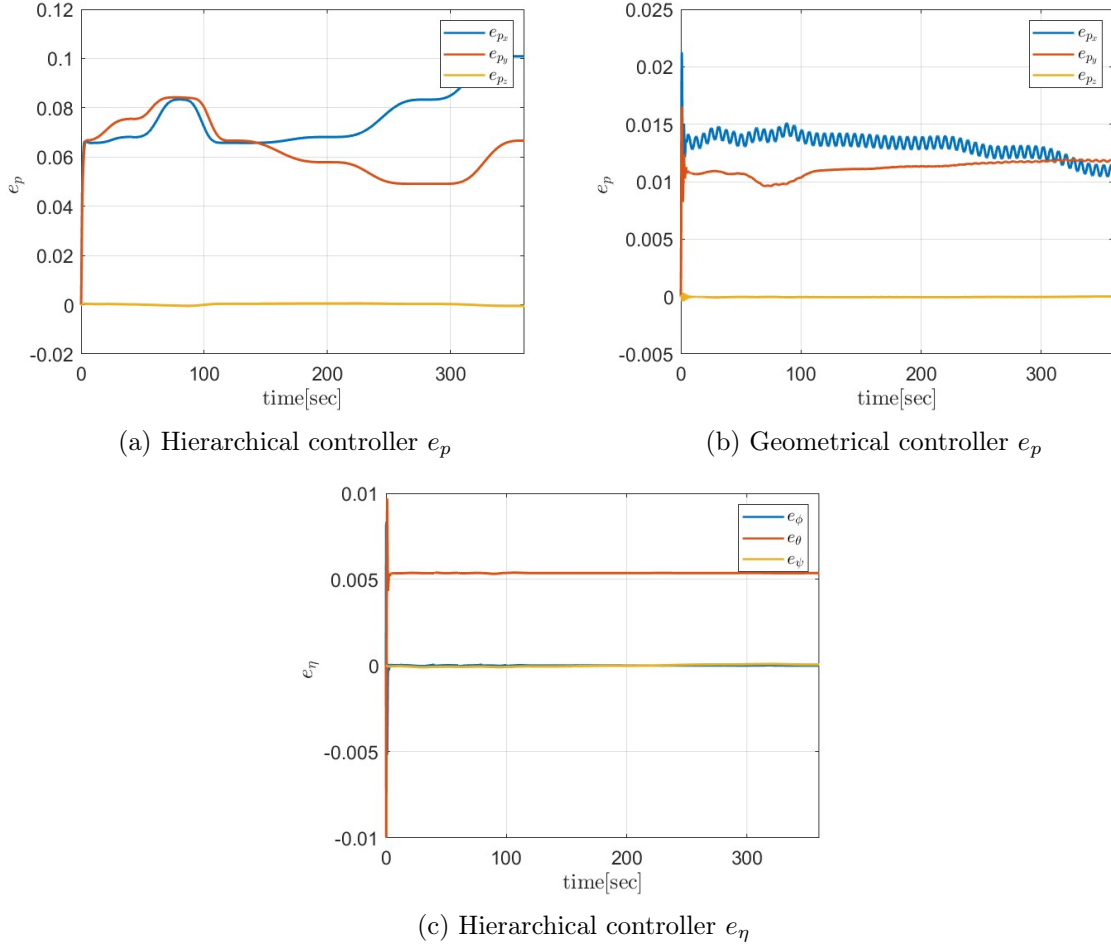 0.12
0.1
0.08
0.06
0.04
0.02
0
-0.02
e_p
0 100 200 300
time[sec]
e_{p_x}
e_{p_y}
e_{p_z}
(a) Hierarchical controller e_p
0.025
0.02
0.015
0.01
0.005
0
-0.005
e_p
0 100 200 300
time[sec]
e_{p_x}
e_{p_y}
e_{p_z}
(b) Geometrical controller e_p
0.01
0.005
0
-0.005
-0.01
e_η
0 100 200 300
time[sec]
e_ϕ
e_θ
e_ψ
(c) Hierarchical controller e_η